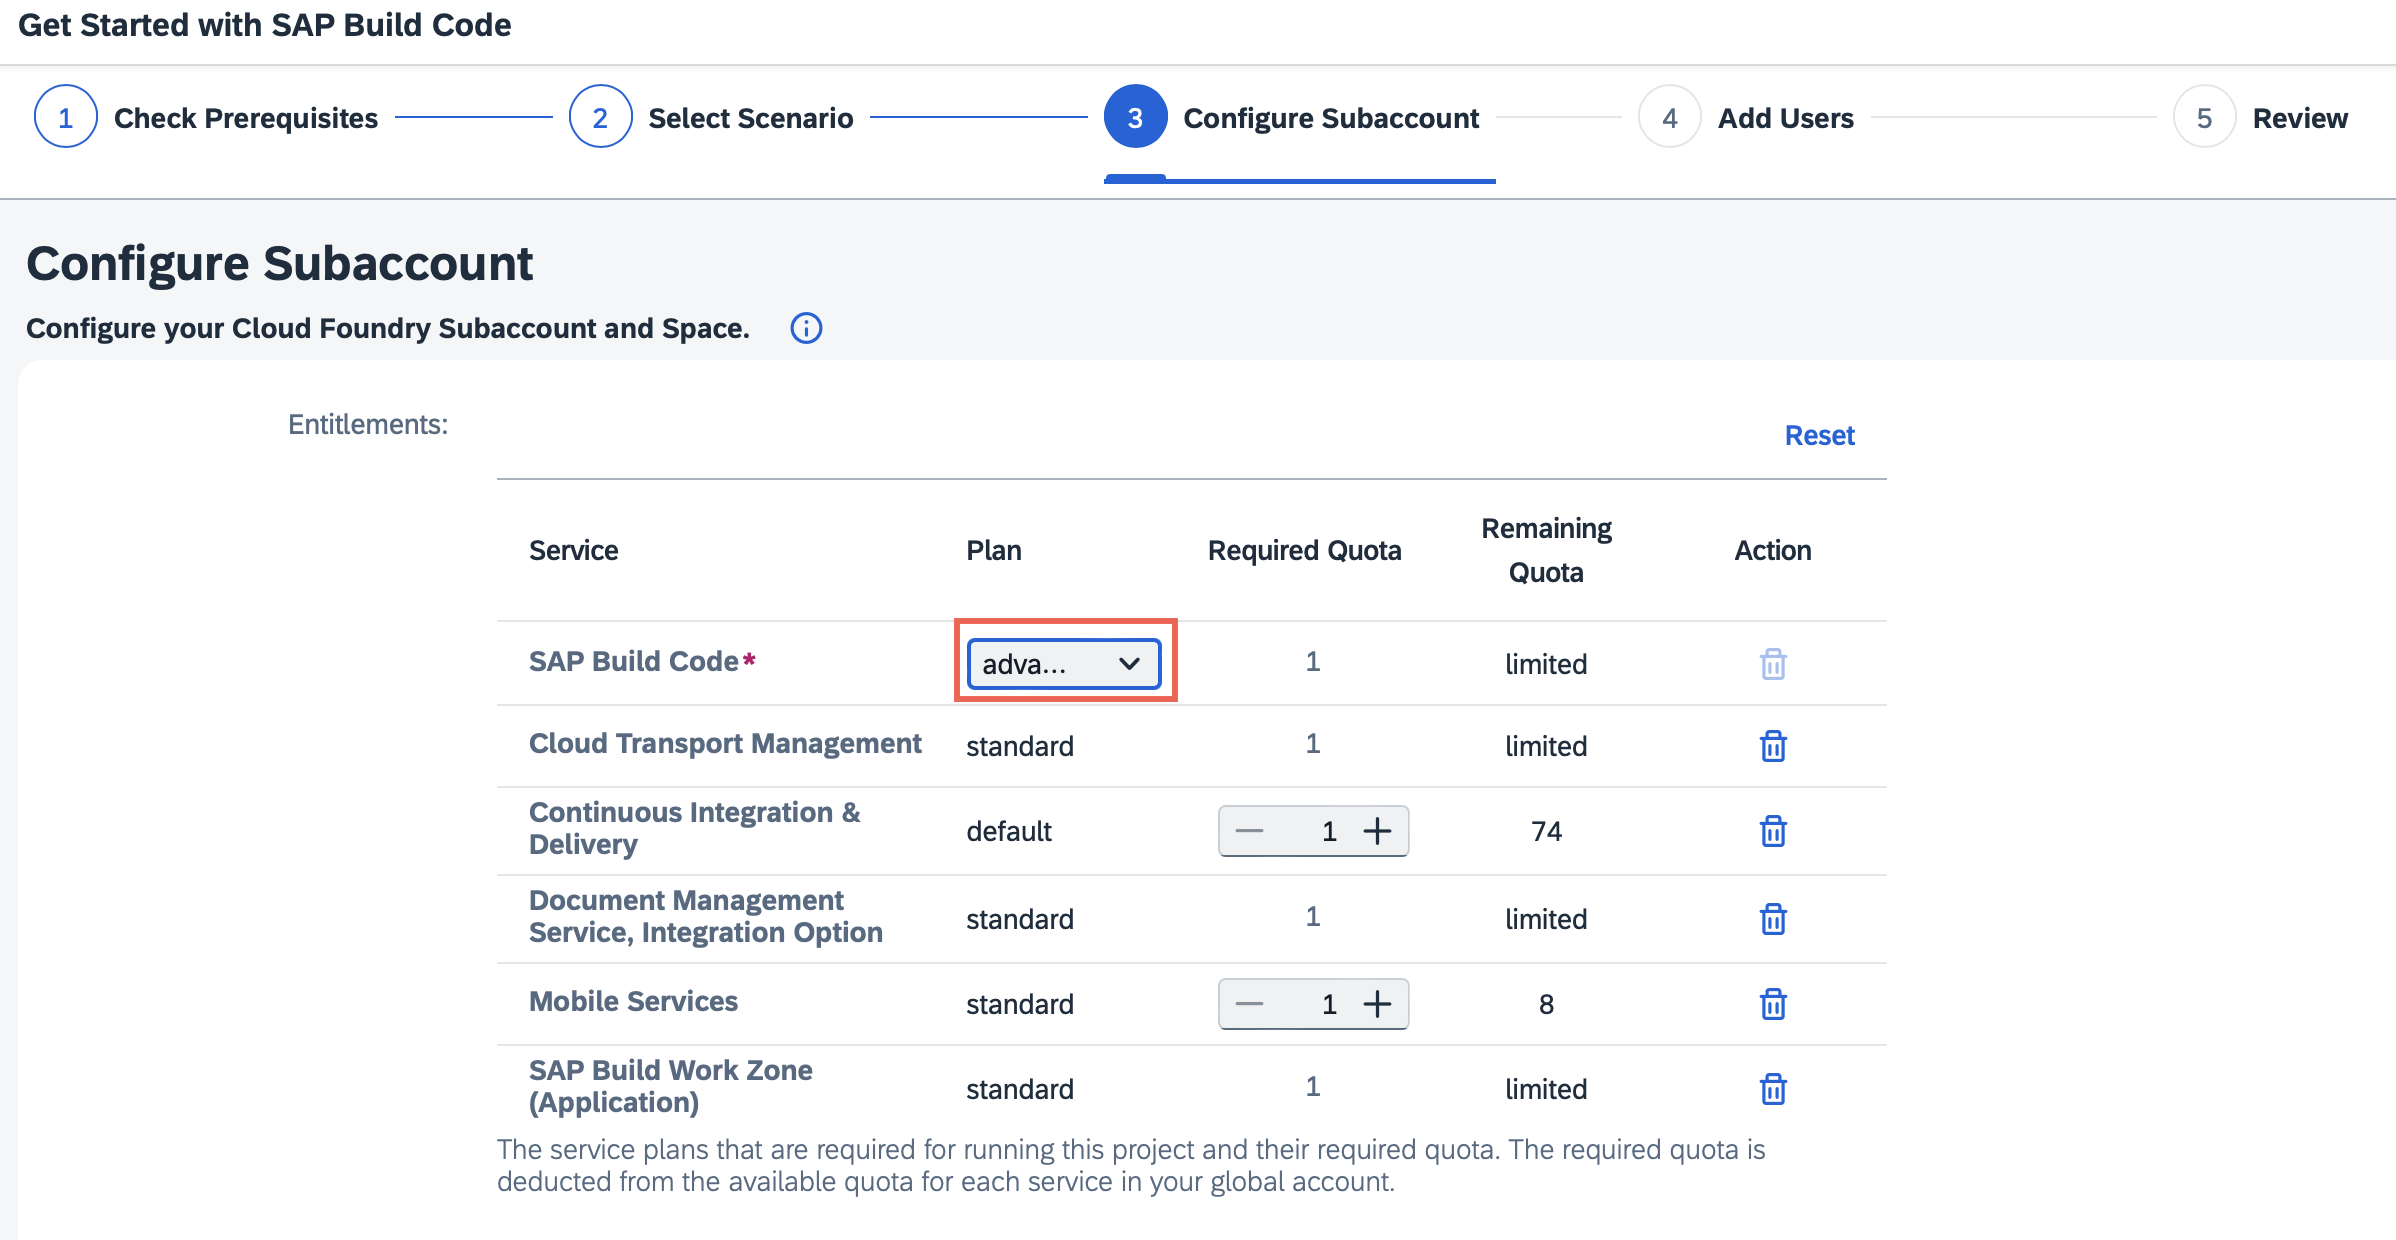 Get Started with SAP Build Code
1 Check Prerequisites 2 Select Scenario 3 Configure Subaccount 4 Add Users 5 Review
Configure Subaccount
Configure your Cloud Foundry Subaccount and Space.
Entitlements:
Reset
Service Plan Required Quota Remaining Quota Action
SAP Build Code* adva... 1 limited
Cloud Transport Management standard 1 limited
Continuous Integration &
Delivery default 1 74
Document Management
Service, Integration Option standard 1 limited
Mobile Services standard 1 8
SAP Build Work Zone
(Application) standard 1 limited
The service plans that are required for running this project and their required quota. The required quota is
deducted from the available quota for each service in your global account.